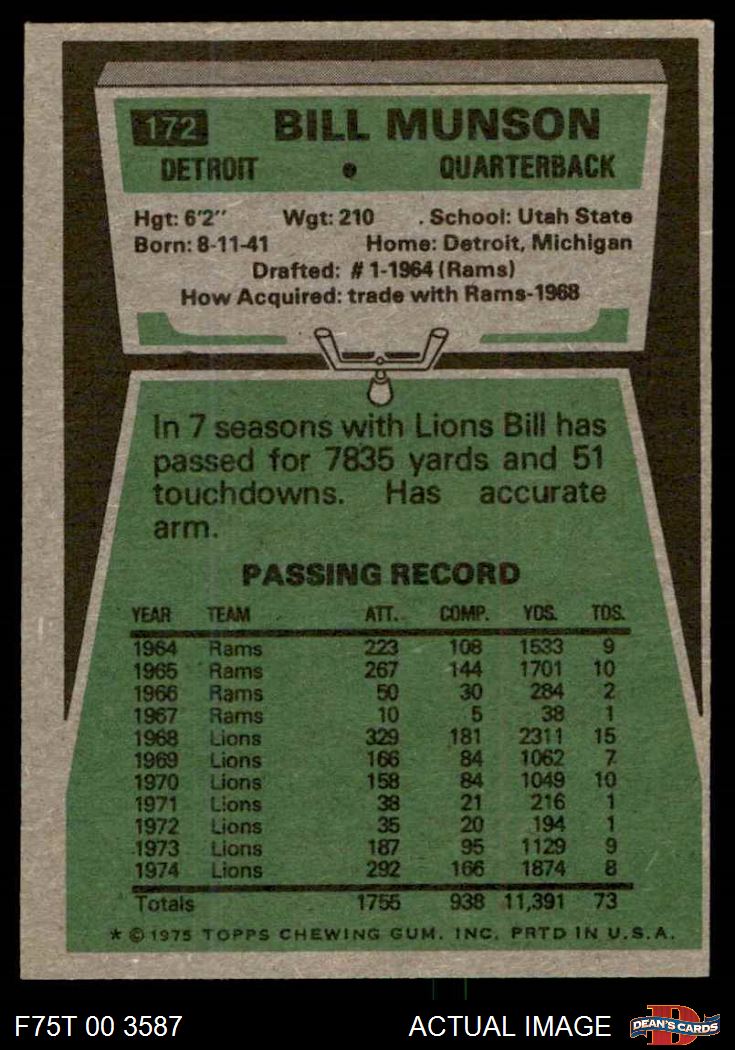 172 BILL MUNSON
DETROIT • QUARTERBACK
Hgt: 6'2" Wgt: 210 . School: Utah State
Born: 8-11-41 Home: Detroit, Michigan
Drafted: # 1-1964 (Rams)
How Acquired: trade with Rams-1968
In 7 seasons with Lions Bill has
passed for 7835 yards and 51
touchdowns. Has accurate
arm.
PASSING RECORD
YEAR TEAM ATT. COMP. YDS. TDS.
1964 Rams 223 108 1533 9
1965 Rams 267 144 1701 10
1966 Rams 50 30 284 2
1967 Rams 10 5 38 1
1968 Lions 329 181 2311 15
1969 Lions 166 84 1062 7
1970 Lions 158 84 1049 10
1971 Lions 38 21 216 1
1972 Lions 35 20 194 1
1973 Lions 187 95 1129 9
1974 Lions 292 166 1874 8
Totals 1755 938 11,391 73
* © 1975 TOPPS CHEWING GUM, INC. PRTD IN U.S.A.
F75T 00 3587 ACTUAL IMAGE D DEAN'S CARDS